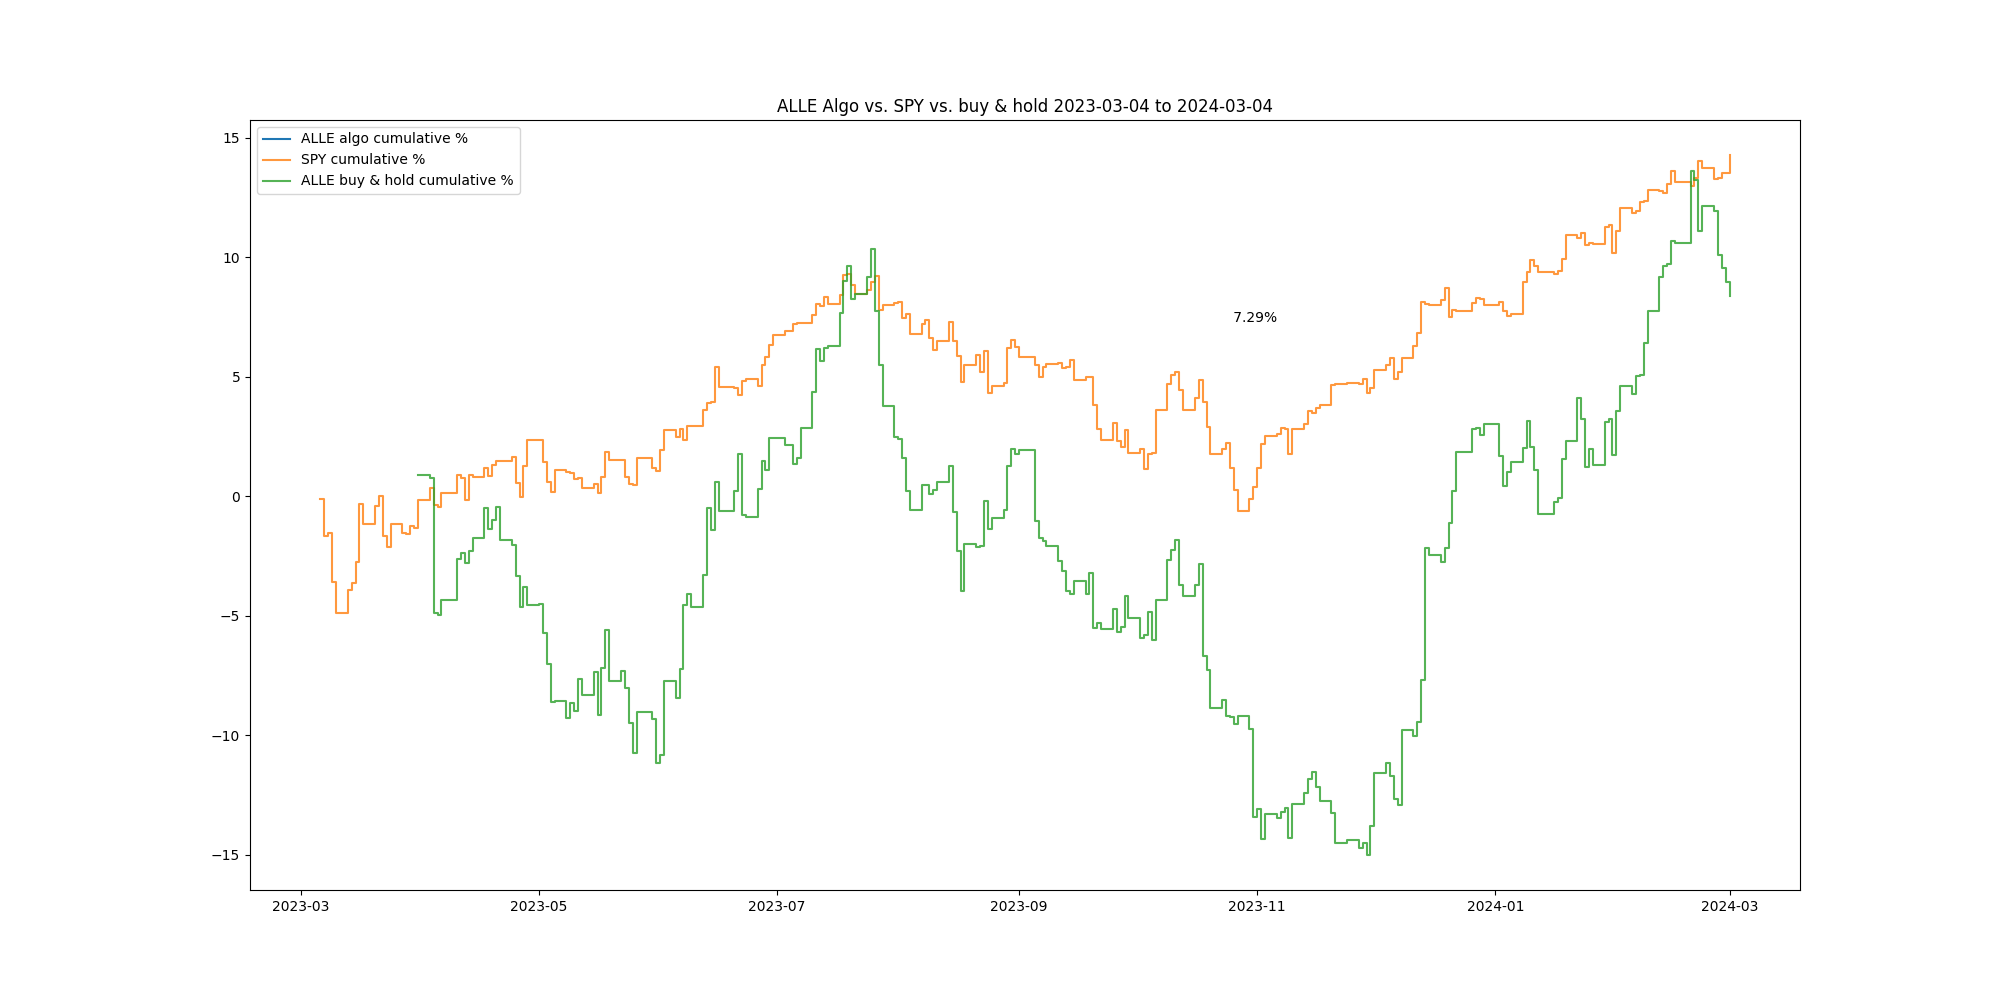 ALLE Algo vs. SPY vs. buy & hold 2023-03-04 to 2024-03-04
ALLE algo cumulative %
SPY cumulative %
ALLE buy & hold cumulative %
15
10
7.29%
5
0
−5
−10
−15
2023-03 2023-05 2023-07 2023-09 2023-11 2024-01 2024-03